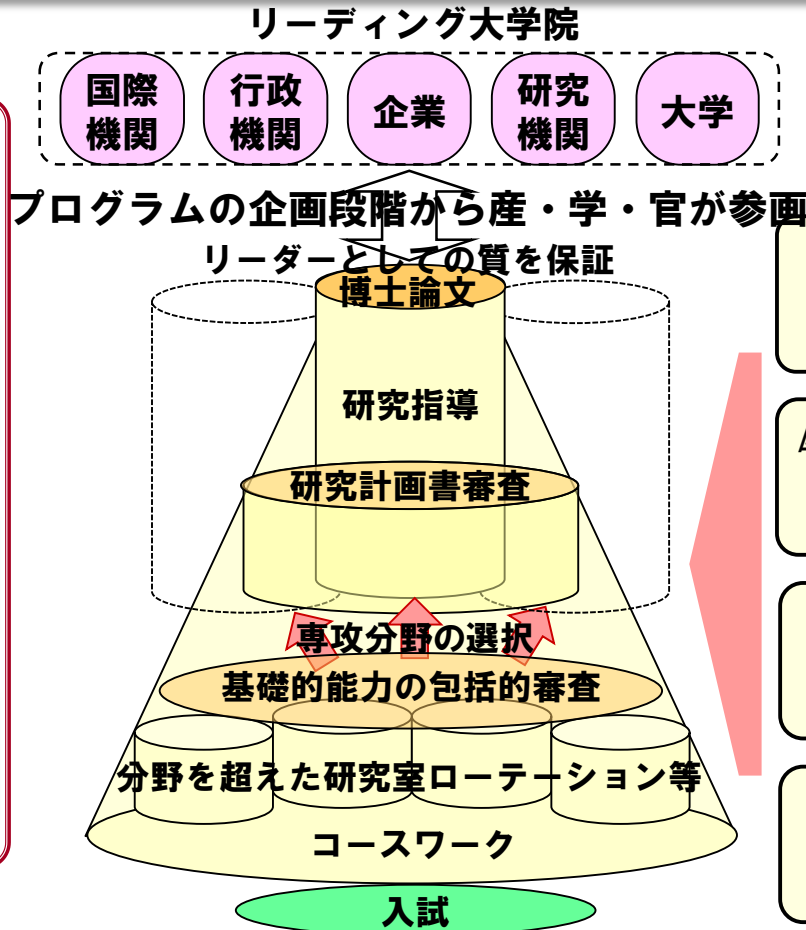 リーディング大学院
国際
機関
行政
機関
企業
研究
機関
大学
プログラムの企画段階から産・学・官が参画
リーダーとしての質を保証
博士論文
研究指導
研究計画書審査
専攻分野の選択
基礎的能力の包括的審査
分野を超えた研究室ローテーション等
コースワーク
入試